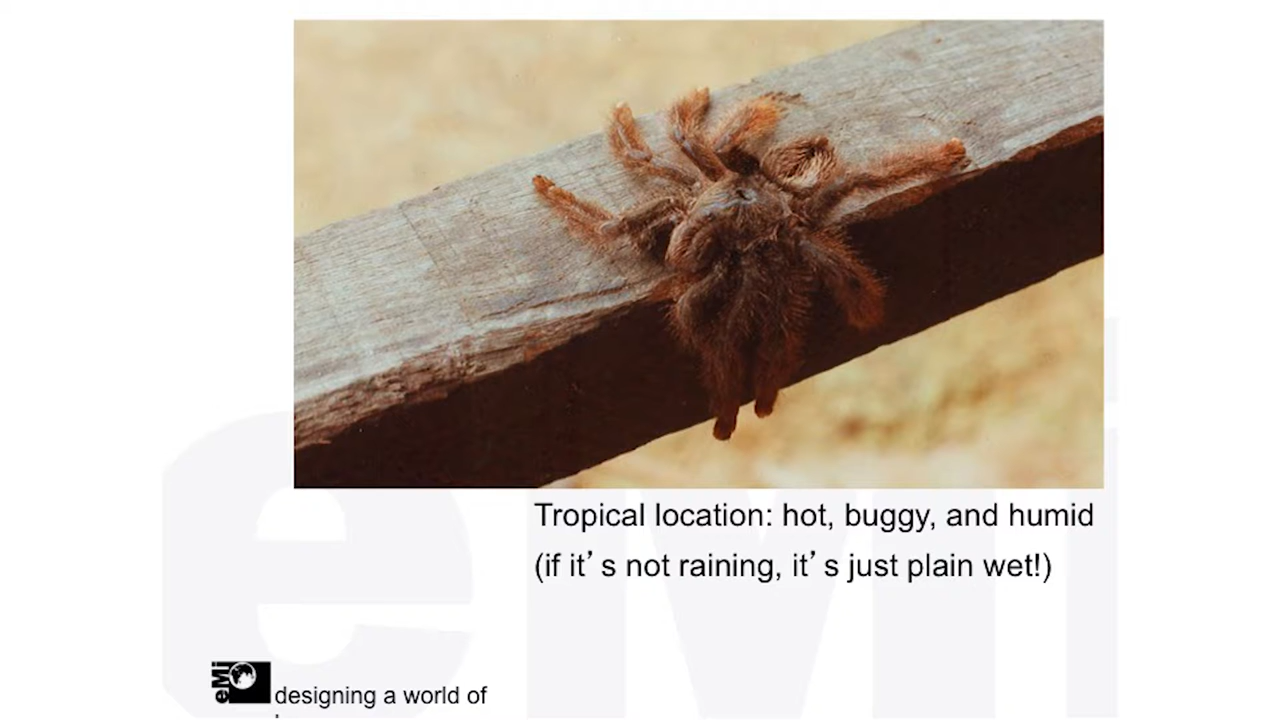 Tropical location: hot, buggy, and humid
(if it’s not raining, it’s just plain wet!)
eMi
designing a world of